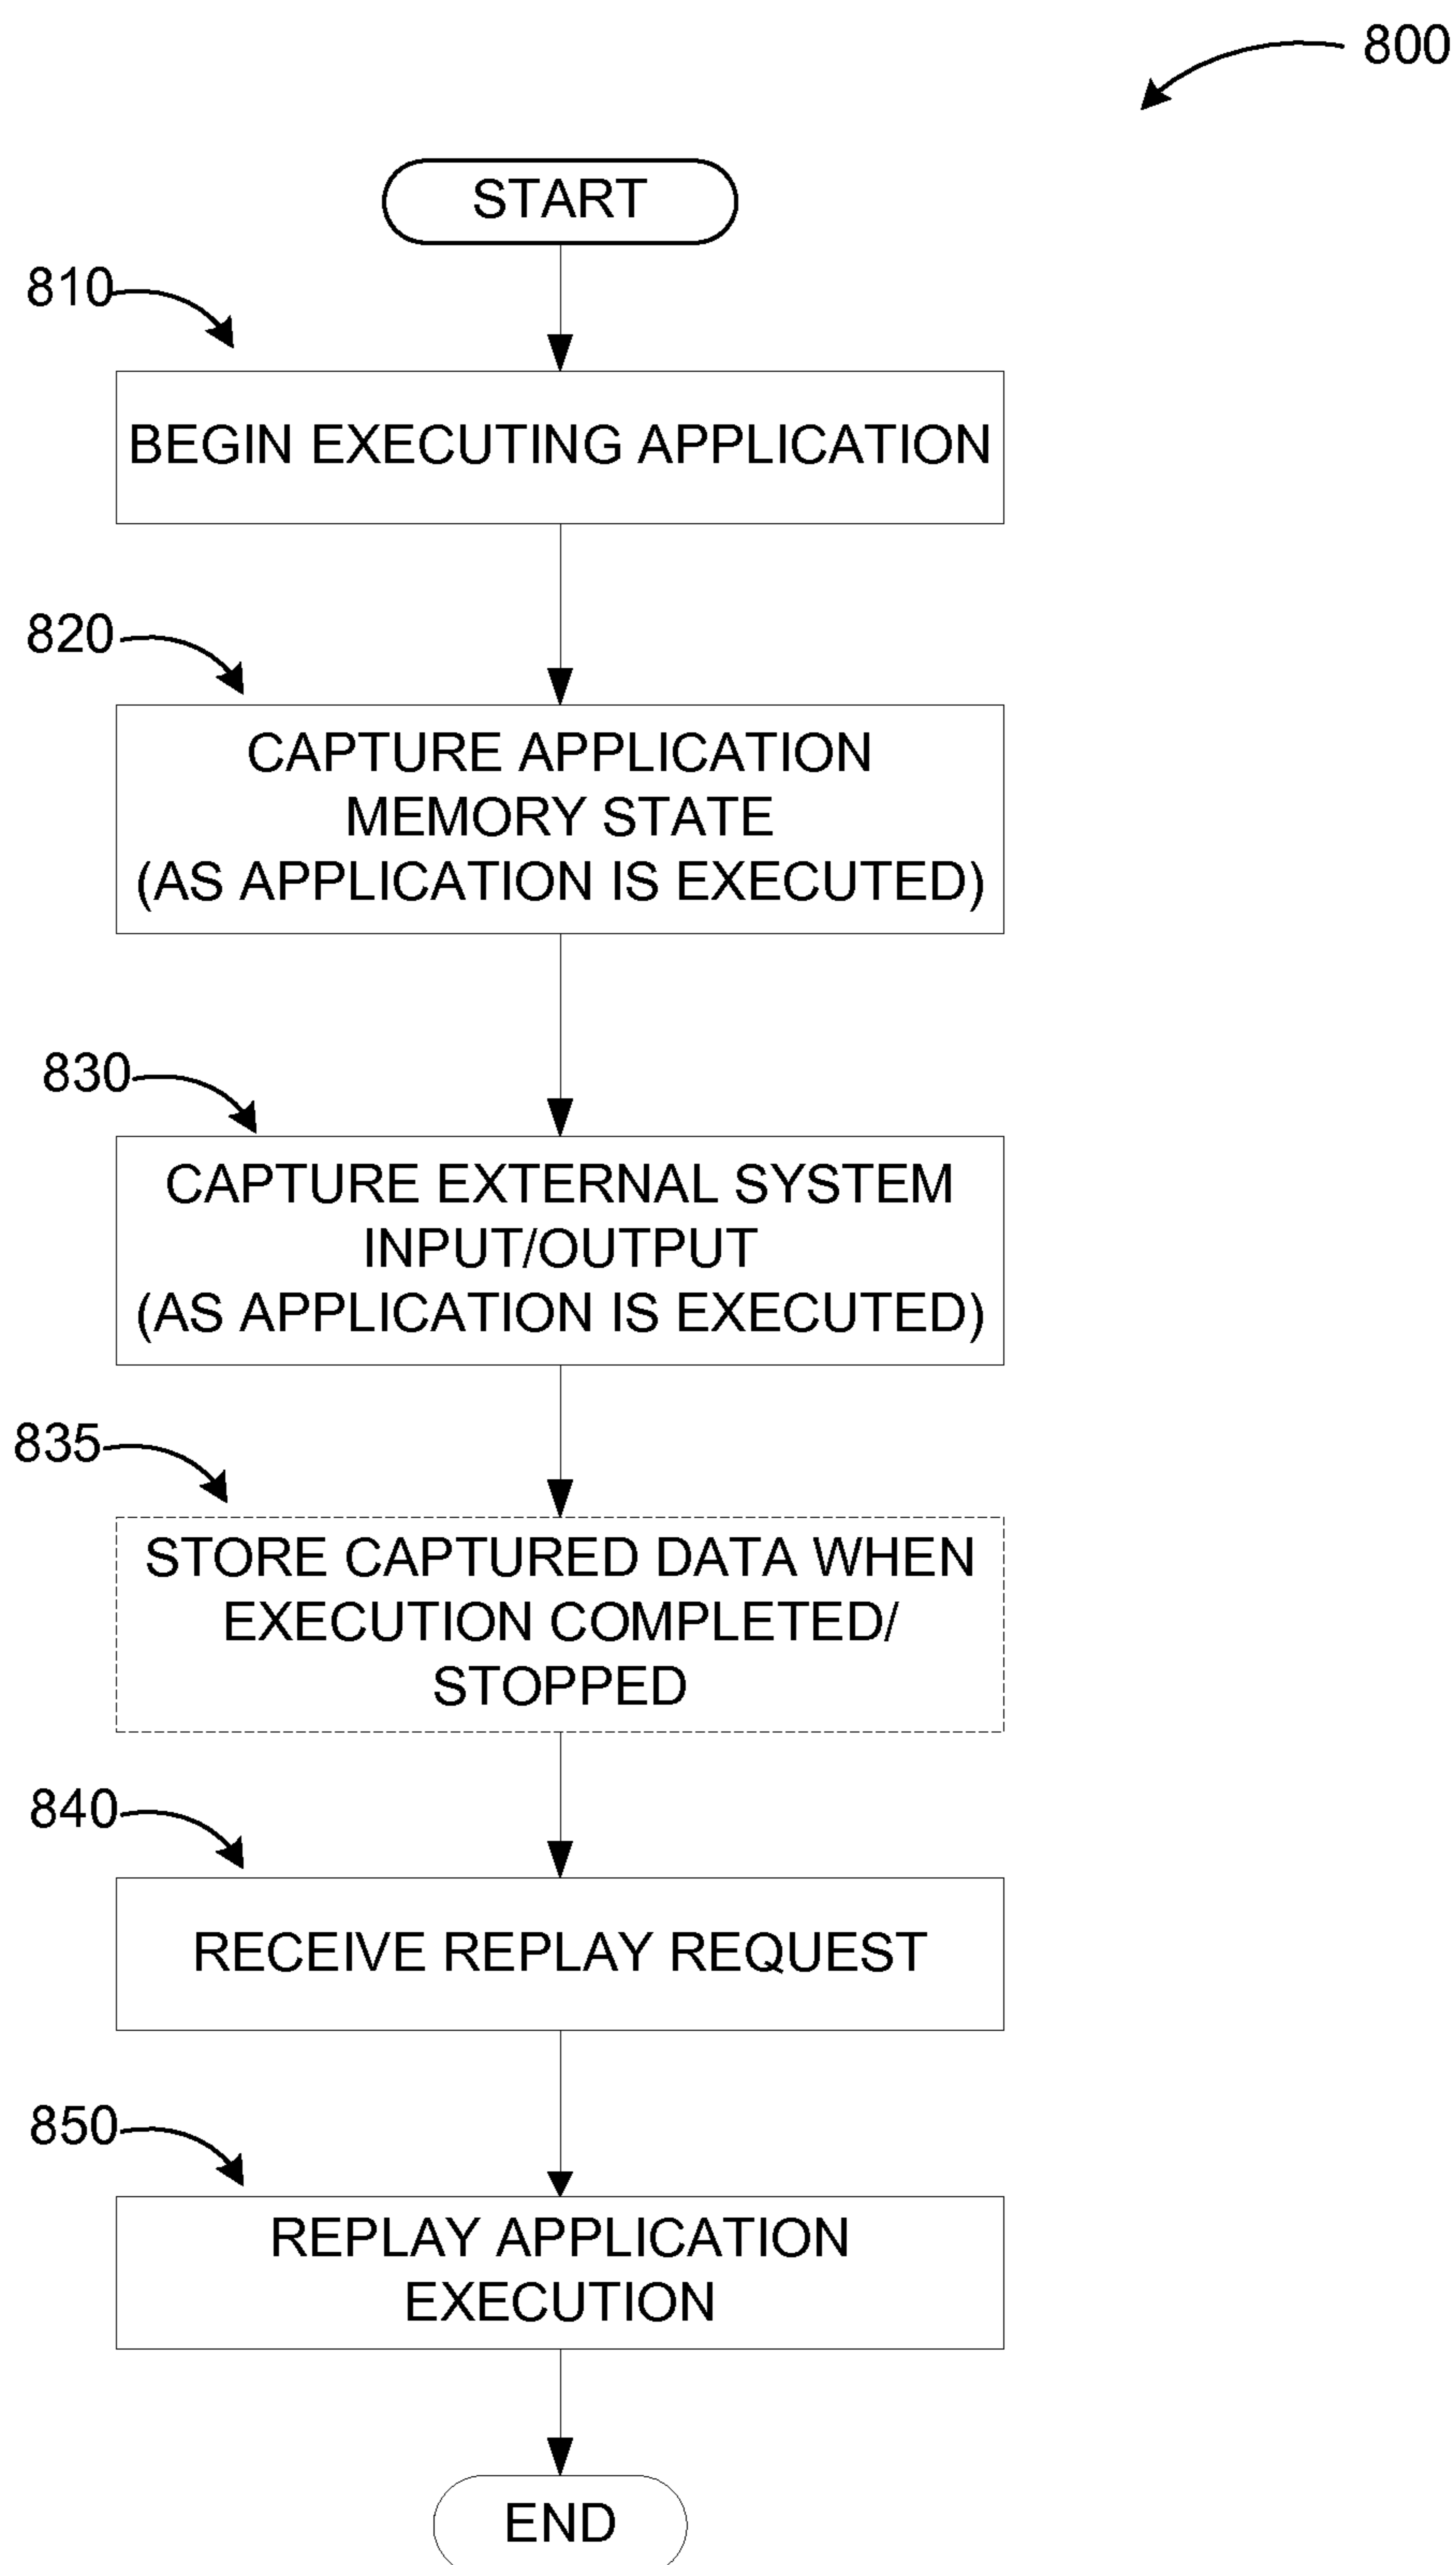 800
START
810
BEGIN EXECUTING APPLICATION
820
CAPTURE APPLICATION
MEMORY STATE
(AS APPLICATION IS EXECUTED)
830
CAPTURE EXTERNAL SYSTEM
INPUT/OUTPUT
(AS APPLICATION IS EXECUTED)
835
STORE CAPTURED DATA WHEN
EXECUTION COMPLETED/
STOPPED
840
RECEIVE REPLAY REQUEST
850
REPLAY APPLICATION
EXECUTION
END